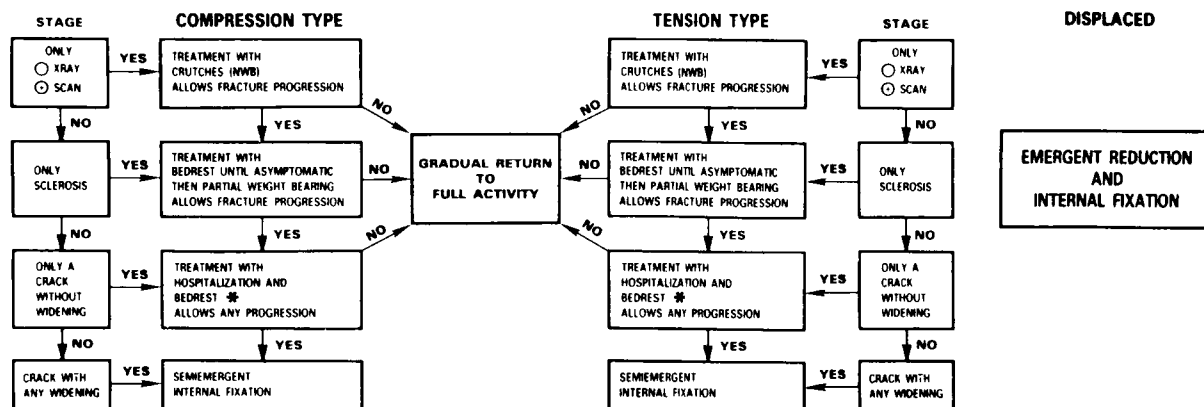 STAGE
COMPRESSION TYPE
ONLY
XRAY
SCAN
YES
TREATMENT WITH
CRUTCHES (NWB)
ALLOWS FRACTURE PROGRESSION
NO
NO
YES
ONLY
SCLEROSIS
YES
TREATMENT WITH
BEDREST UNTIL ASYMPTOMATIC
THEN PARTIAL WEIGHT BEARING
ALLOWS FRACTURE PROGRESSION
NO
NO
YES
ONLY A
CRACK
WITHOUT
WIDENING
YES
TREATMENT WITH
HOSPITALIZATION AND
BEDREST *
ALLOWS ANY PROGRESSION
NO
NO
YES
CRACK WITH
ANY WIDENING
YES
SEMIEMERGENT
INTERNAL FIXATION
GRADUAL RETURN
TO
FULL ACTIVITY
TENSION TYPE
STAGE
NO
TREATMENT WITH
CRUTCHES (NWB)
ALLOWS FRACTURE PROGRESSION
YES
ONLY
XRAY
SCAN
YES
NO
NO
TREATMENT WITH
BEDREST UNTIL ASYMPTOMATIC
THEN PARTIAL WEIGHT BEARING
ALLOWS FRACTURE PROGRESSION
YES
ONLY
SCLEROSIS
YES
NO
NO
TREATMENT WITH
HOSPITALIZATION AND
BEDREST *
ALLOWS ANY PROGRESSION
YES
ONLY A
CRACK
WITHOUT
WIDENING
YES
NO
SEMIEMERGENT
INTERNAL FIXATION
YES
CRACK WITH
ANY WIDENING
DISPLACED
EMERGENT REDUCTION
AND
INTERNAL FIXATION